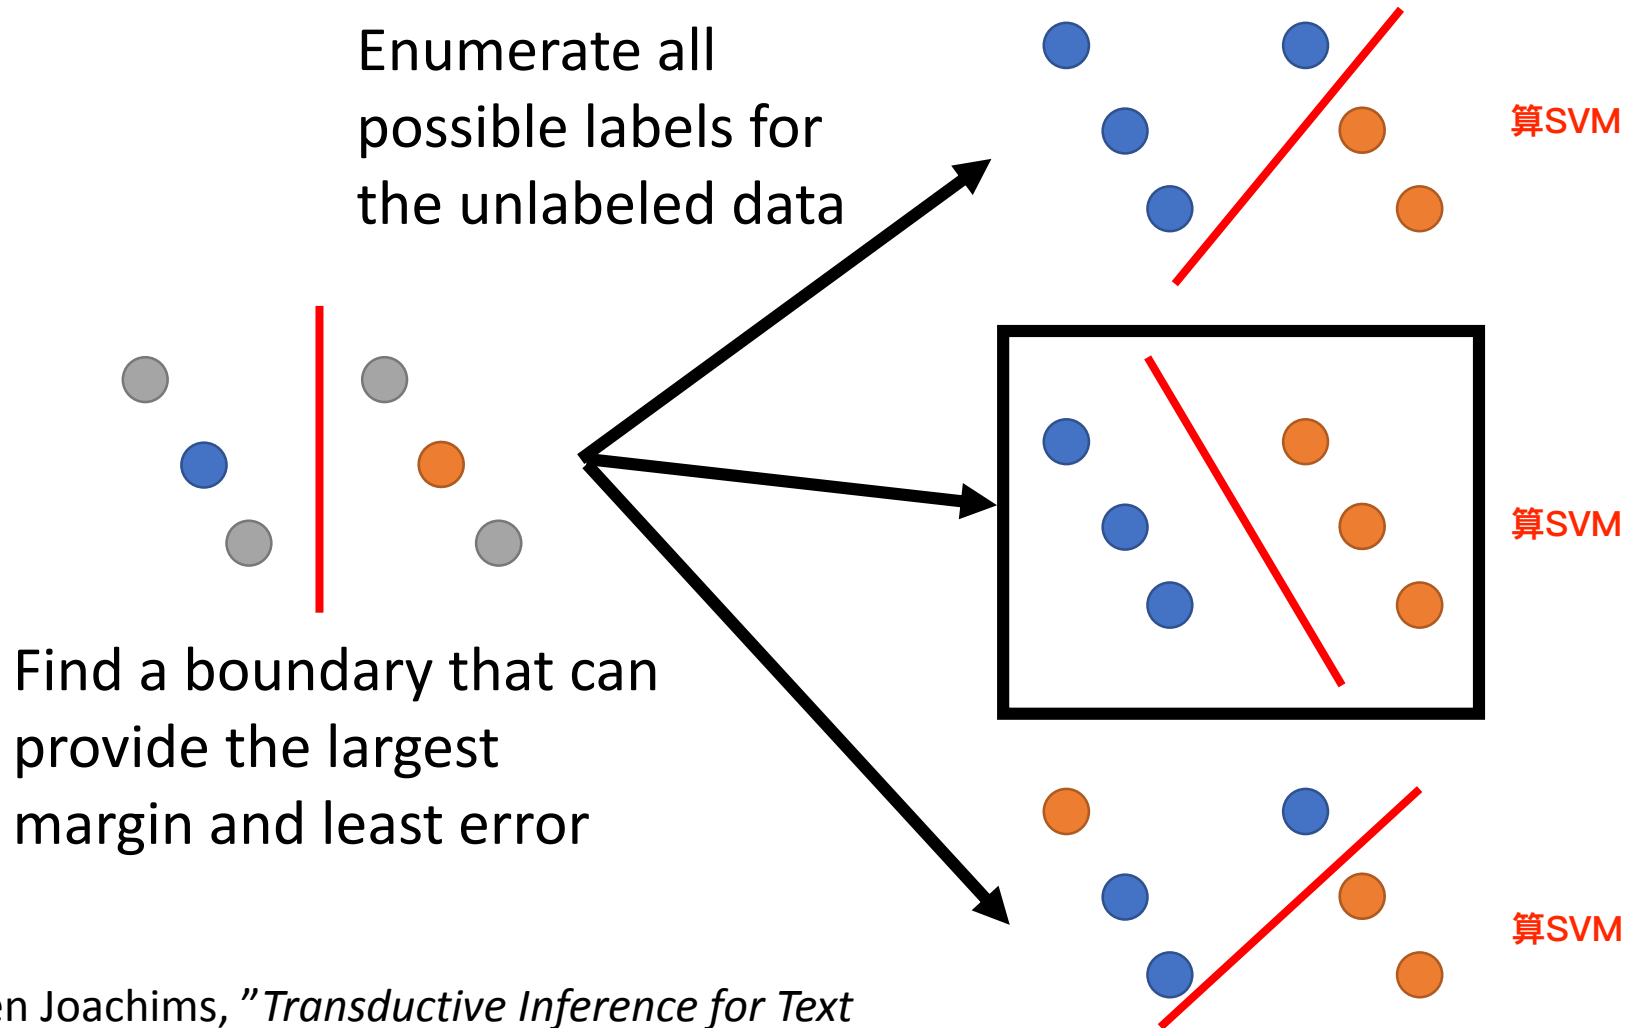 Enumerate all
possible labels for
the unlabeled data
算SVM
算SVM
Find a boundary that can
provide the largest
margin and least error
算SVM
en Joachims, ”Transductive Inference for Text